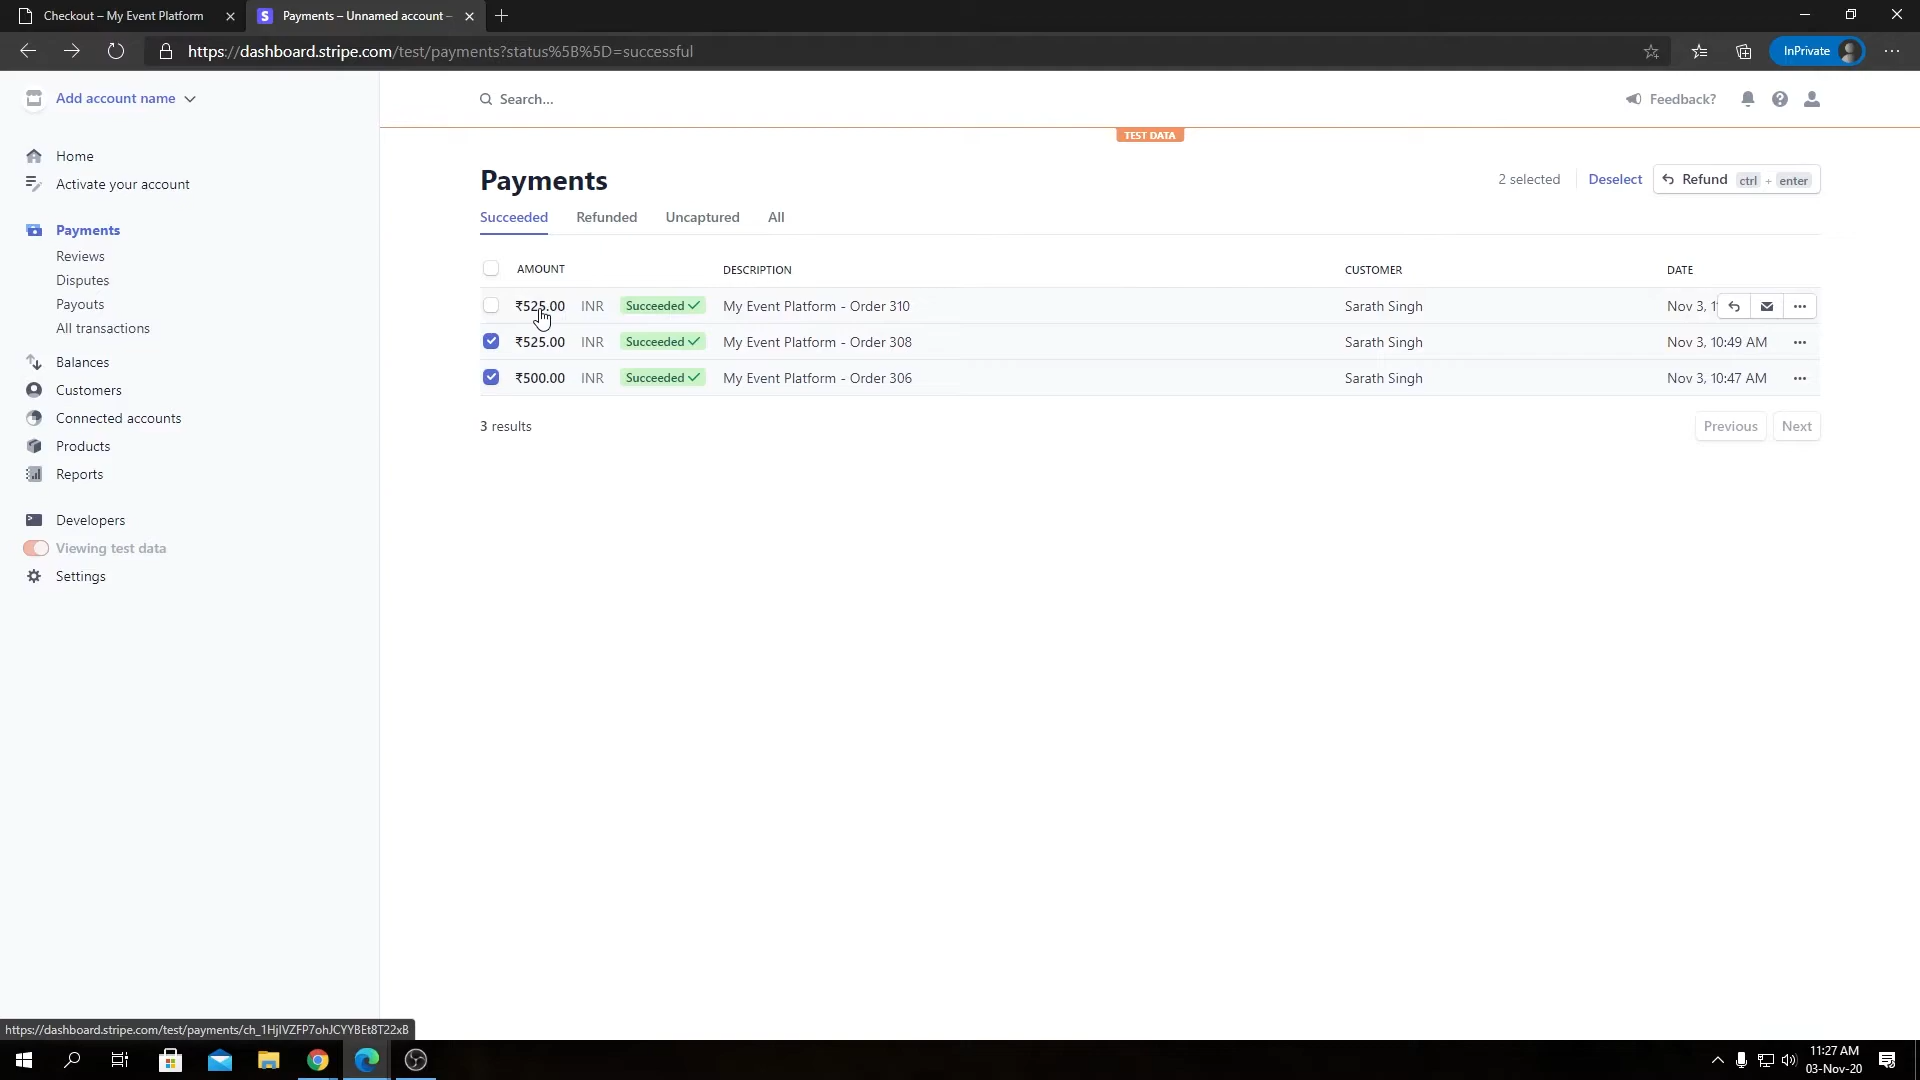 Checkout – My Event Platform
Payments – Unnamed account –
https://dashboard.stripe.com/test/payments?status%5B%5D=successful
InPrivate
Add account name
Search...
Feedback?
TEST DATA
Home
Activate your account
Payments
Reviews
Disputes
Payouts
All transactions
Balances
Customers
Connected accounts
Products
Reports
Developers
Viewing test data
Settings
Payments
2 selected
Deselect
Refund ctrl + enter
Succeeded Refunded Uncaptured All
AMOUNT DESCRIPTION CUSTOMER DATE
₹525.00 INR Succeeded My Event Platform - Order 310 Sarath Singh Nov 3, 1
₹525.00 INR Succeeded My Event Platform - Order 308 Sarath Singh Nov 3, 10:49 AM
₹500.00 INR Succeeded My Event Platform - Order 306 Sarath Singh Nov 3, 10:47 AM
3 results
Previous Next
https://dashboard.stripe.com/test/payments/ch_1HjIVZFP7ohJCYYBEt8T22xB
11:27 AM
03-Nov-20